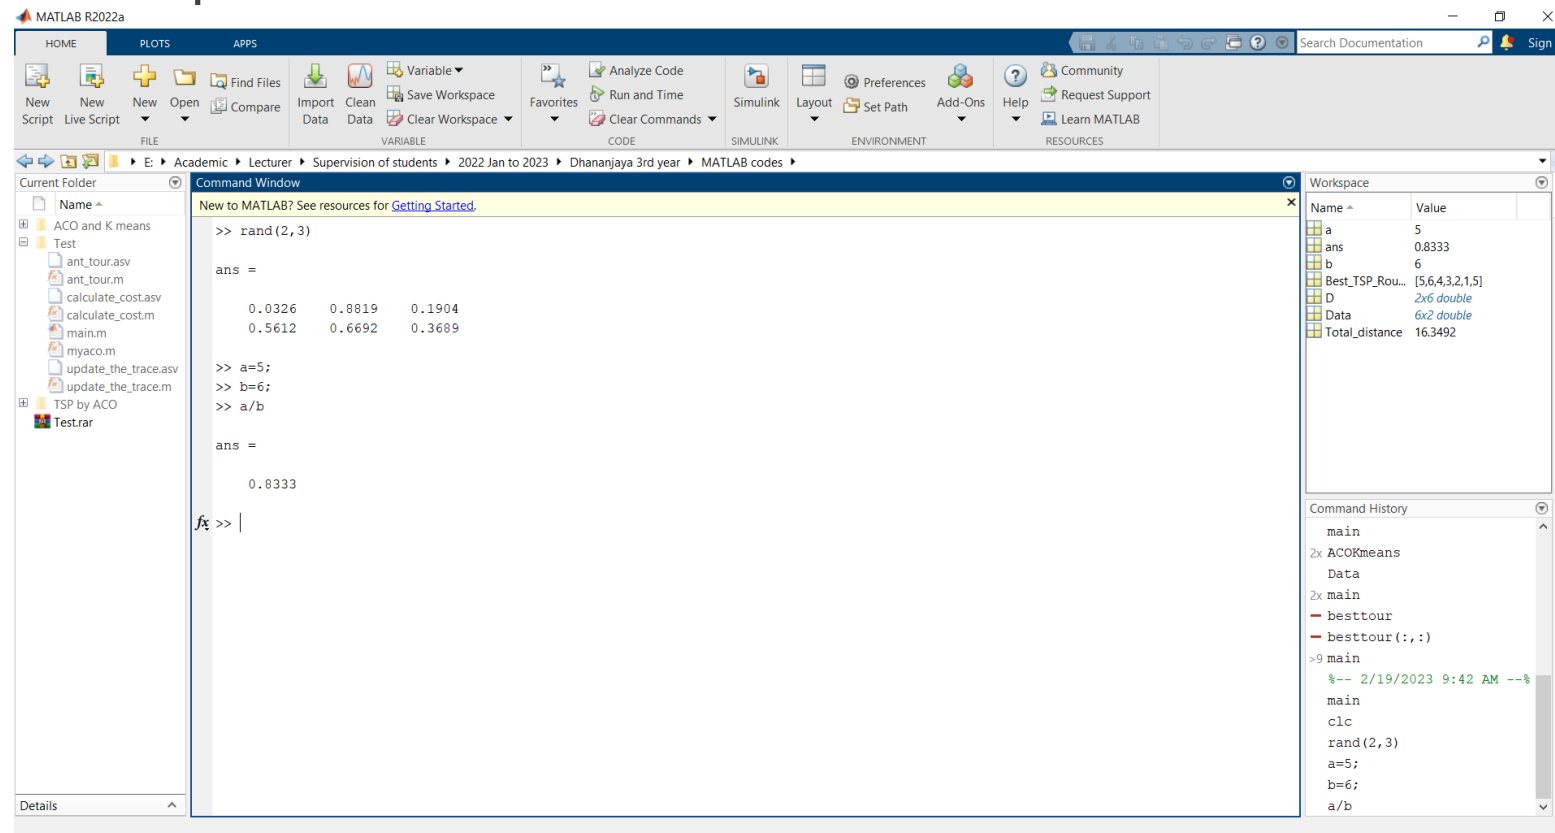 MATLAB R2022a
HOME PLOTS APPS
Search Documentation
Sign
New Script
New Live Script
New
Open
Find Files
Compare
Import Data
Clean Data
Variable
Save Workspace
Clear Workspace
Favorites
Analyze Code
Run and Time
Clear Commands
Simulink
Layout
Preferences
Set Path
Add-Ons
Help
Community
Request Support
Learn MATLAB
FILE VARIABLE CODE SIMULINK ENVIRONMENT RESOURCES
E: Academic Lecturer Supervision of students 2022 Jan to 2023 Dhananjaya 3rd year MATLAB codes
Current Folder
Name
ACO and K means
Test
ant_tour.asv
ant_tour.m
calculate_cost.asv
calculate_cost.m
main.m
myaco.m
update_the_trace.asv
update_the_trace.m
TSP by ACO
Test.rar
Details
Command Window
New to MATLAB? See resources for Getting Started.
>> rand(2,3)
ans =
0.0326 0.8819 0.1904
0.5612 0.6692 0.3689
>> a=5;
>> b=6;
>> a/b
ans =
0.8333
fx >>
Workspace
Name Value
a 5
ans 0.8333
b 6
Best_TSP_Rou... [5,6,4,3,2,1,5]
D 2x6 double
Data 6x2 double
Total_distance 16.3492
Command History
main
2x ACOKmeans
Data
2x main
besttour
besttour(:,:)
>9 main
%-- 2/19/2023 9:42 AM --%
main
clc
rand(2,3)
a=5;
b=6;
a/b